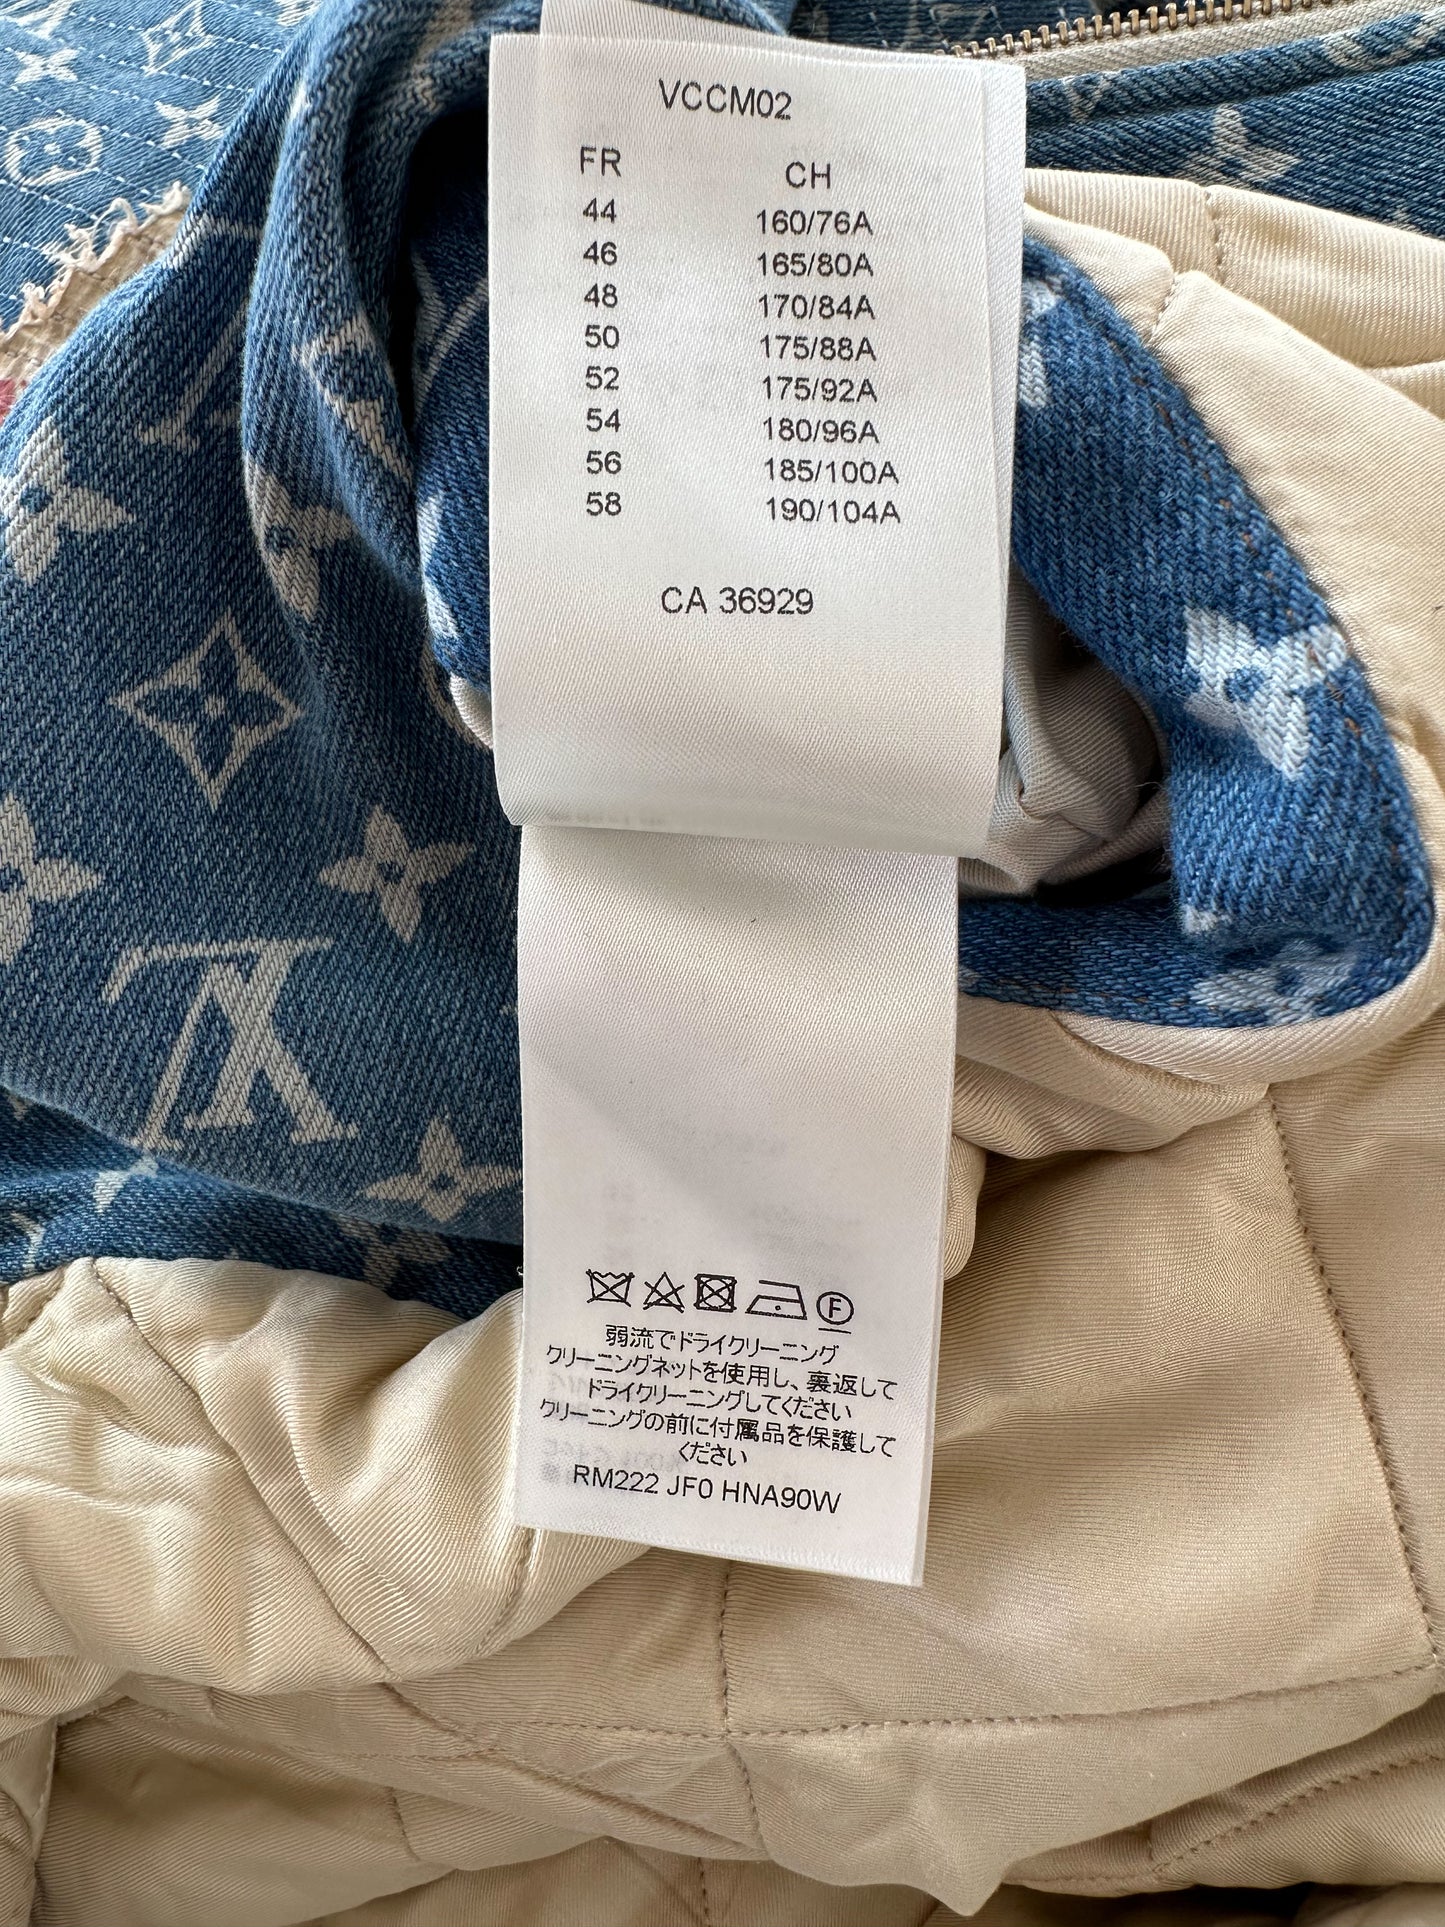 VCCM02
FR CH
44 160/76A
46 165/80A
48 170/84A
50 175/88A
52 175/92A
54 180/96A
56 185/100A
58 190/104A
CA 36929
F
弱流でドライクリーニング
クリーニングネットを使用し、裏返して
ドライクリーニングしてください
クリーニングの前に付属品を保護して
ください
RM222 JF0 HNA90W